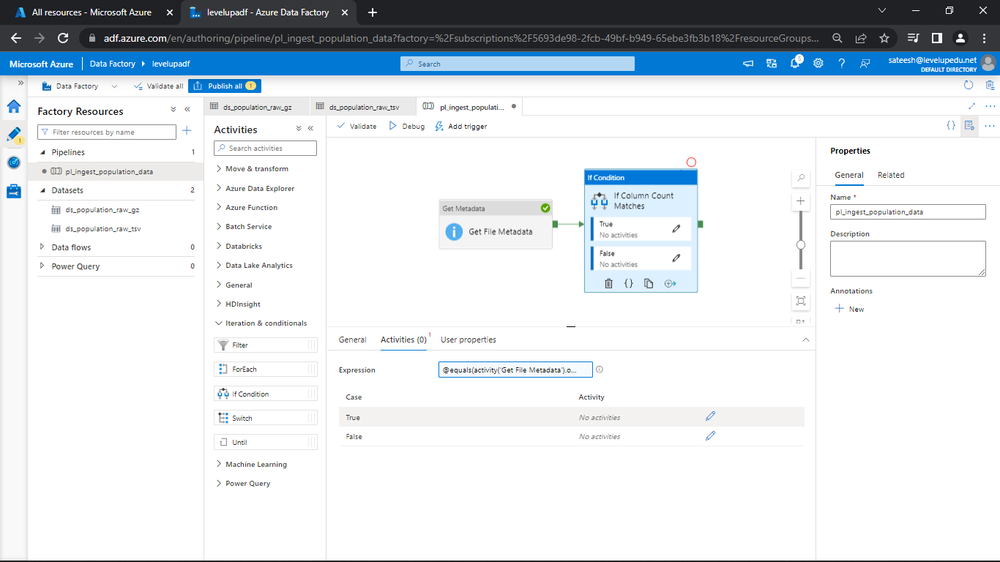 All resources - Microsoft Azure
levelupadf - Azure Data Factory
adf.azure.com/en/authoring/pipeline/pl_ingest_population_data?factory=%2Fsubscriptions%2F5693de98-2fcb-49bf-b949-65ebe3fb3b18%2FresourceGroups...
Microsoft Azure
Data Factory
levelupadf
Search
5
sateesh@levelupedu.net
DEFAULT DIRECTORY
Data Factory
Validate all
Publish all
1
Factory Resources
Filter resources by name
1
Pipelines
1
pl_ingest_population_data
Datasets
2
ds_population_raw_gz
ds_population_raw_tsv
Data flows
0
Power Query
0
ds_population_raw_gz
ds_population_raw_tsv
pl_ingest_populati...
Activities
Search activities
Move & transform
Azure Data Explorer
Azure Function
Batch Service
Databricks
Data Lake Analytics
General
HDInsight
Iteration & conditionals
Filter
ForEach
If Condition
Switch
Until
Machine Learning
Power Query
Validate
Debug
Add trigger
Get Metadata
Get File Metadata
If Condition
If Column Count
Matches
True
No activities
False
No activities
General
Activities (0)
1
User properties
Expression
@equals(activity('Get File Metadata').o...
Case
Activity
True
No activities
False
No activities
Properties
General
Related
Name *
pl_ingest_population_data
Description
Annotations
New